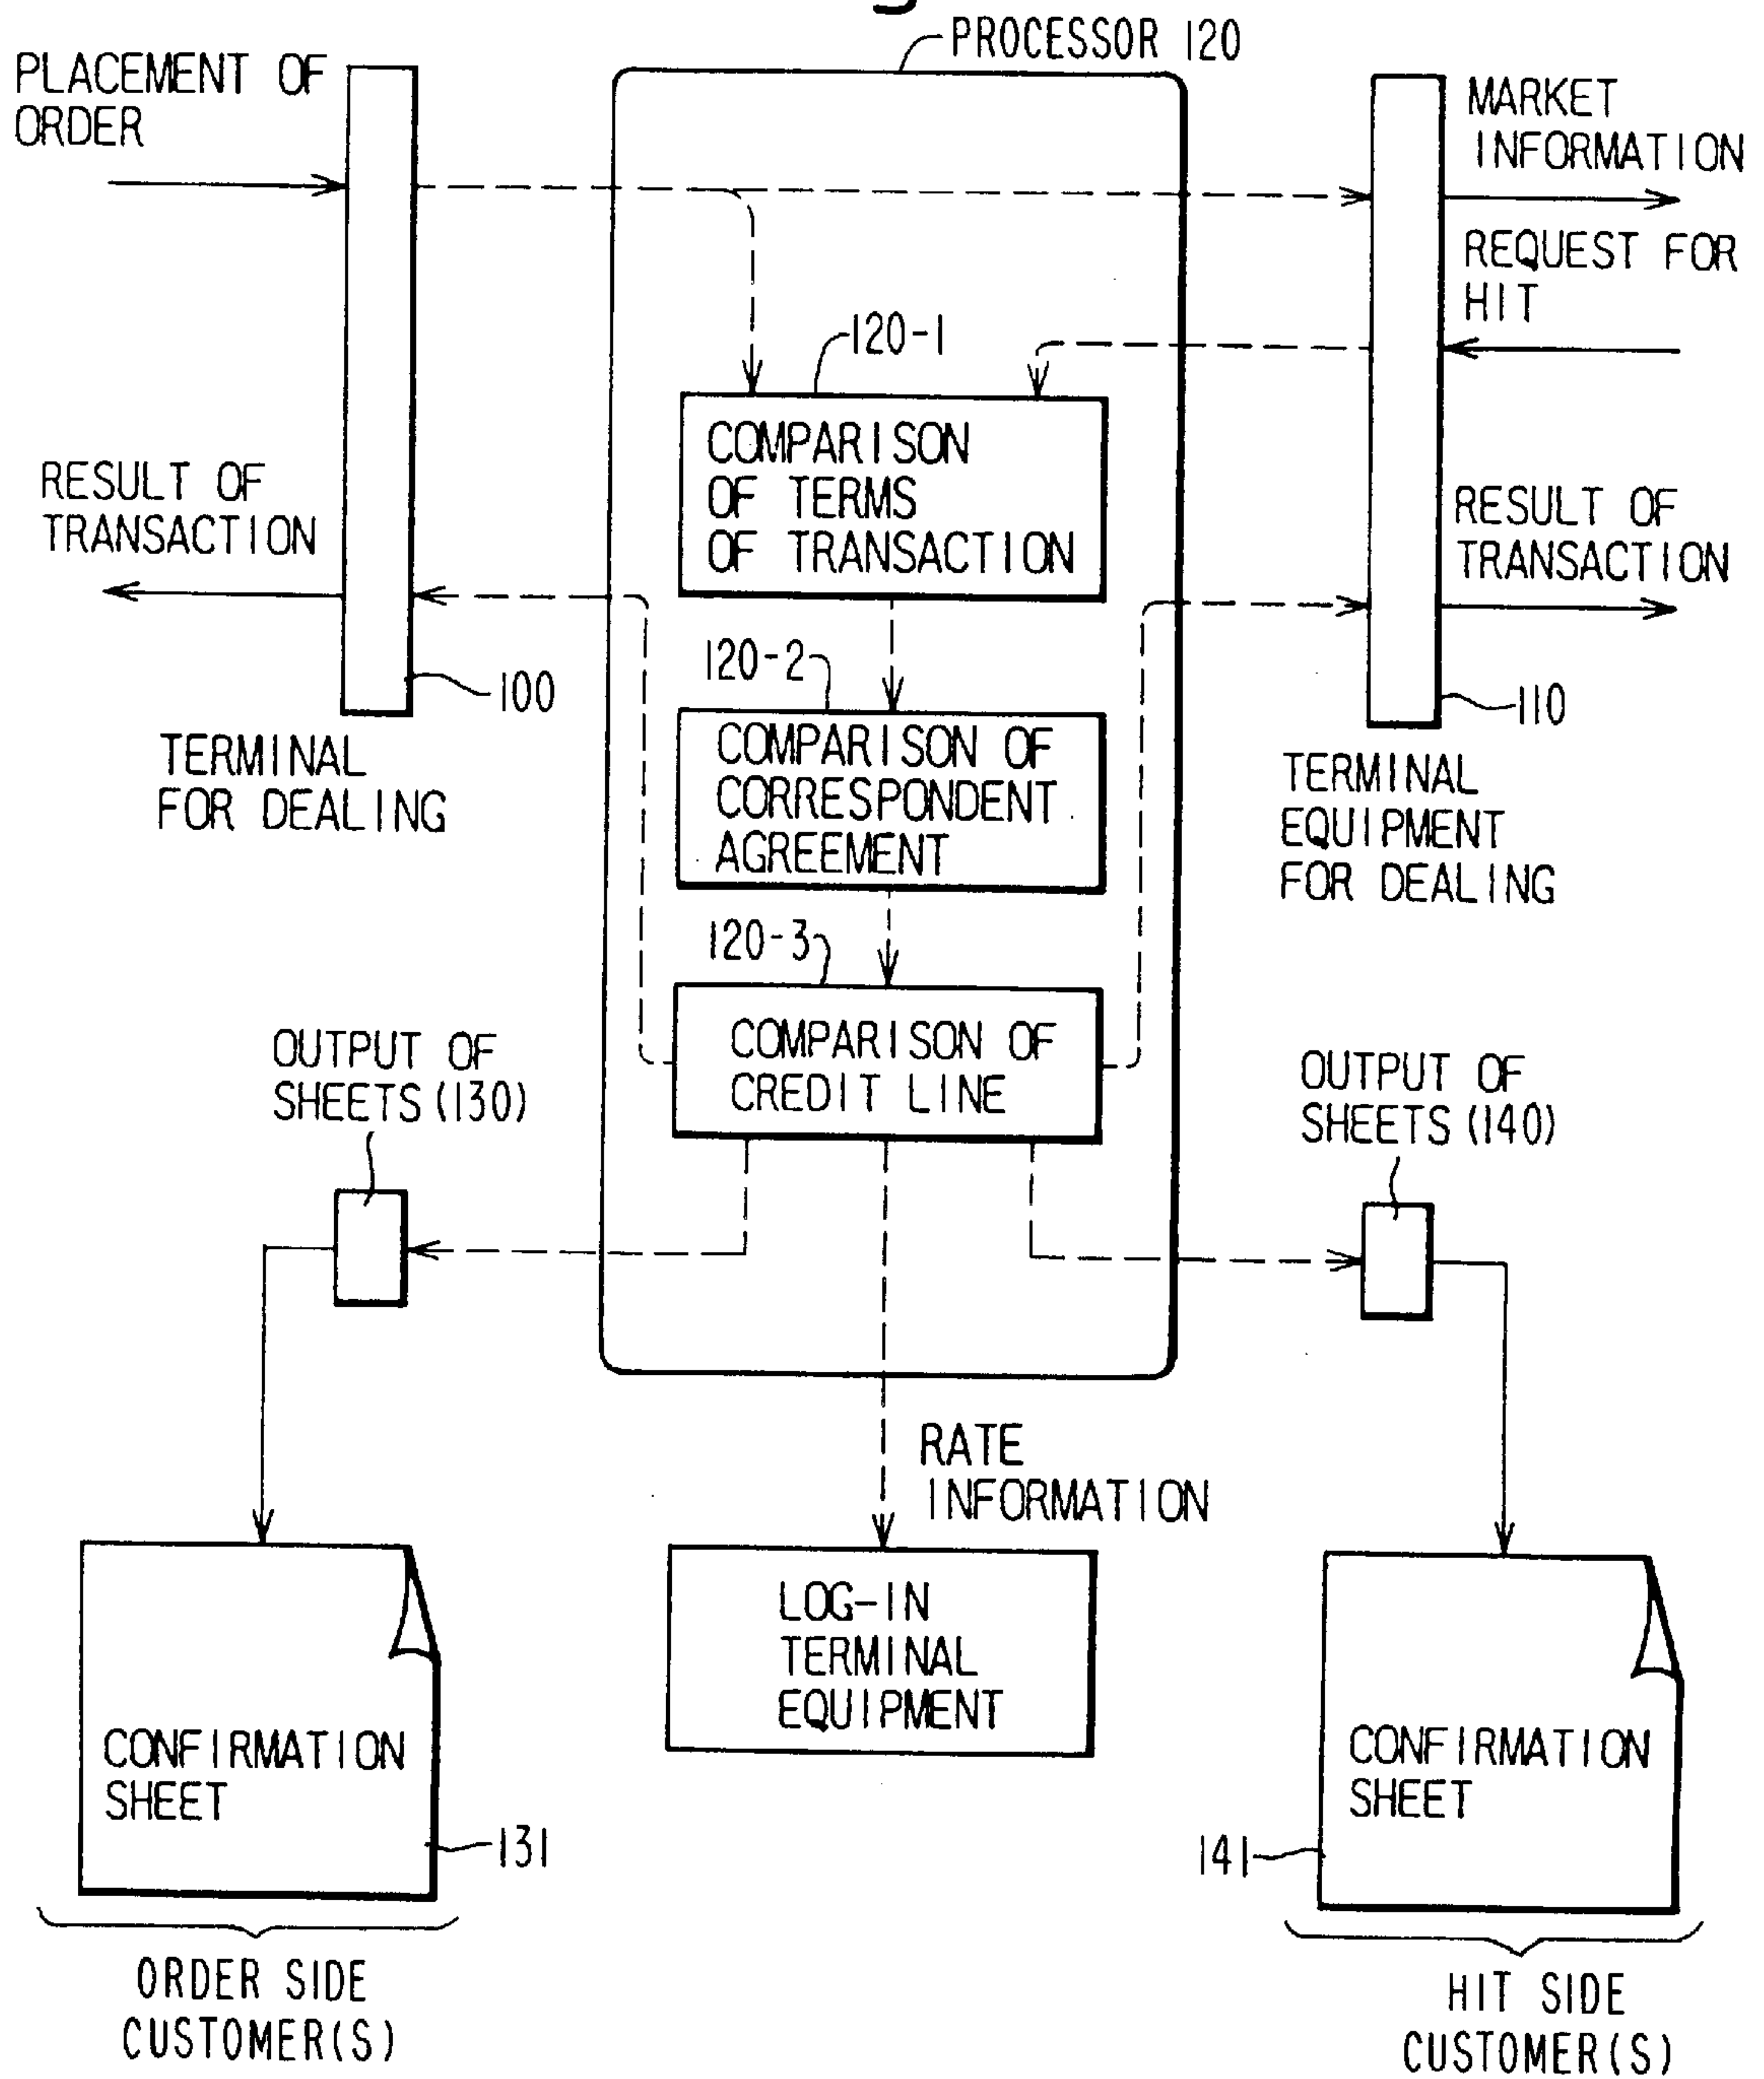 PROCESSOR 120
PLACEMENT OF
ORDER
MARKET
INFORMATION
REQUEST FOR
HIT
120-1
COMPARISON
OF TERMS
OF TRANSACTION
RESULT OF
TRANSACTION
RESULT OF
TRANSACTION
100
TERMINAL
FOR DEALING
120-2
COMPARISON OF
CORRESPONDENT
AGREEMENT
110
TERMINAL
EQUIPMENT
FOR DEALING
120-3
COMPARISON OF
CREDIT LINE
OUTPUT OF
SHEETS (130)
OUTPUT OF
SHEETS (140)
RATE
INFORMATION
LOG-IN
TERMINAL
EQUIPMENT
CONFIRMATION
SHEET
131
CONFIRMATION
SHEET
141
ORDER SIDE
CUSTOMER(S)
HIT SIDE
CUSTOMER(S)